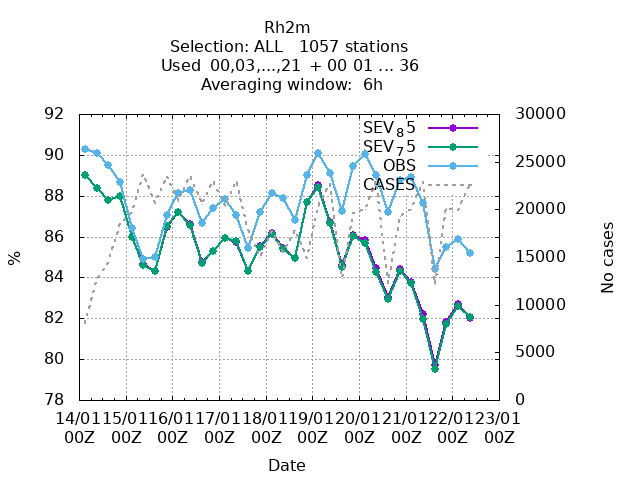 Rh2m
Selection: ALL   1057 stations
Used  00,03,...,21  + 00 01 ... 36
Averaging window:  6h
92 30000
SEV85
90 25000
SEV75
OBS
88 CASES 20000
86 15000
84
82 10000
80 5000
78 0
% No cases
14/01 15/01 16/01 17/01 18/01 19/01 20/01 21/01 22/01 23/01
00Z 00Z 00Z 00Z 00Z 00Z 00Z 00Z 00Z 00Z
Date